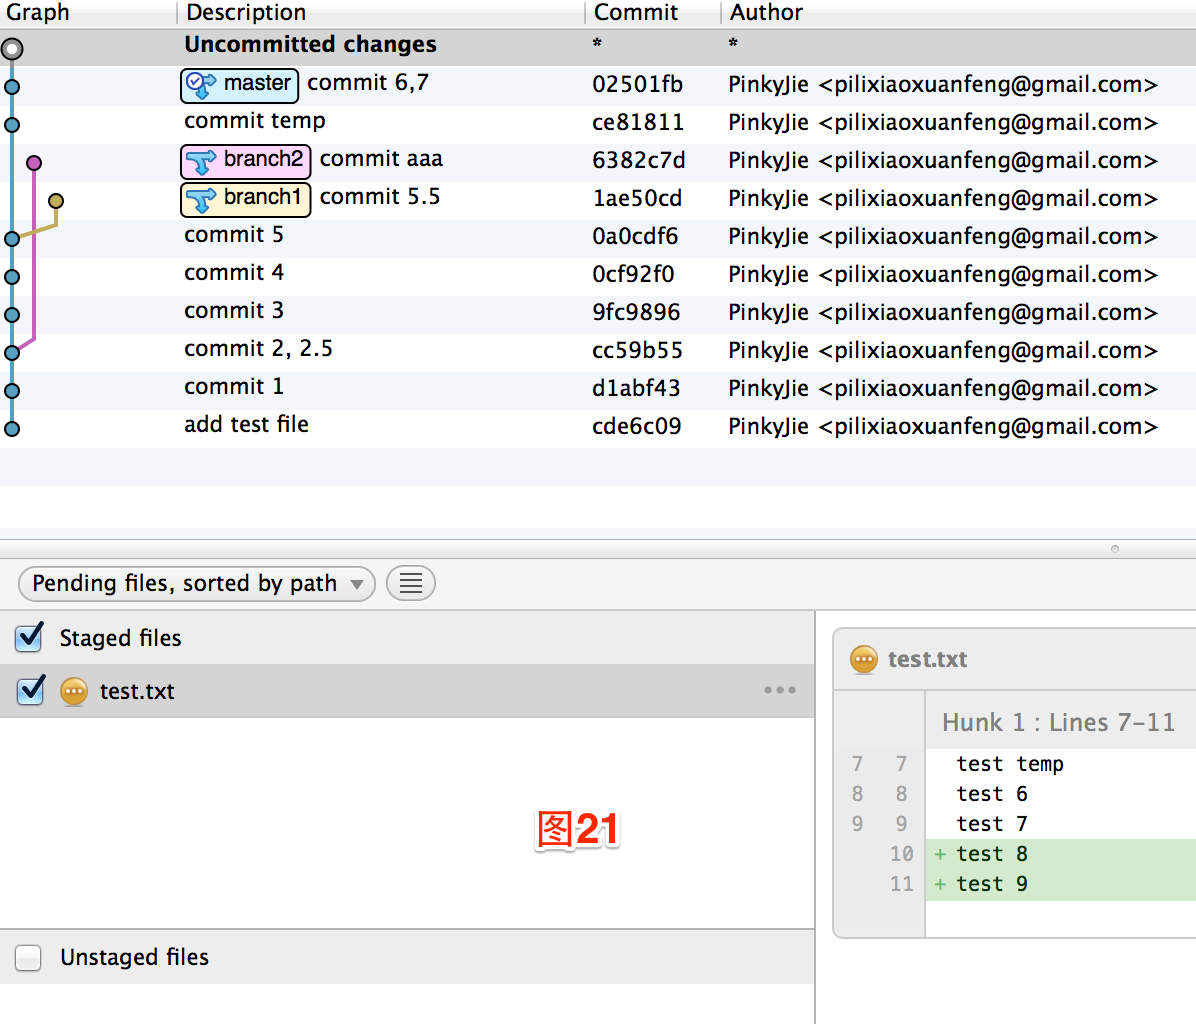 Graph Description Commit Author
Uncommitted changes * *
master commit 6,7 02501fb PinkyJie <pilixiaoxuanfeng@gmail.com>
commit temp ce81811 PinkyJie <pilixiaoxuanfeng@gmail.com>
branch2 commit aaa 6382c7d PinkyJie <pilixiaoxuanfeng@gmail.com>
branch1 commit 5.5 1ae50cd PinkyJie <pilixiaoxuanfeng@gmail.com>
commit 5 0a0cdf6 PinkyJie <pilixiaoxuanfeng@gmail.com>
commit 4 0cf92f0 PinkyJie <pilixiaoxuanfeng@gmail.com>
commit 3 9fc9896 PinkyJie <pilixiaoxuanfeng@gmail.com>
commit 2, 2.5 cc59b55 PinkyJie <pilixiaoxuanfeng@gmail.com>
commit 1 d1abf43 PinkyJie <pilixiaoxuanfeng@gmail.com>
add test file cde6c09 PinkyJie <pilixiaoxuanfeng@gmail.com>
Pending files, sorted by path
Staged files
test.txt
图21
Unstaged files
test.txt
Hunk 1 : Lines 7-11
7 7 test temp
8 8 test 6
9 9 test 7
10 + test 8
11 + test 9